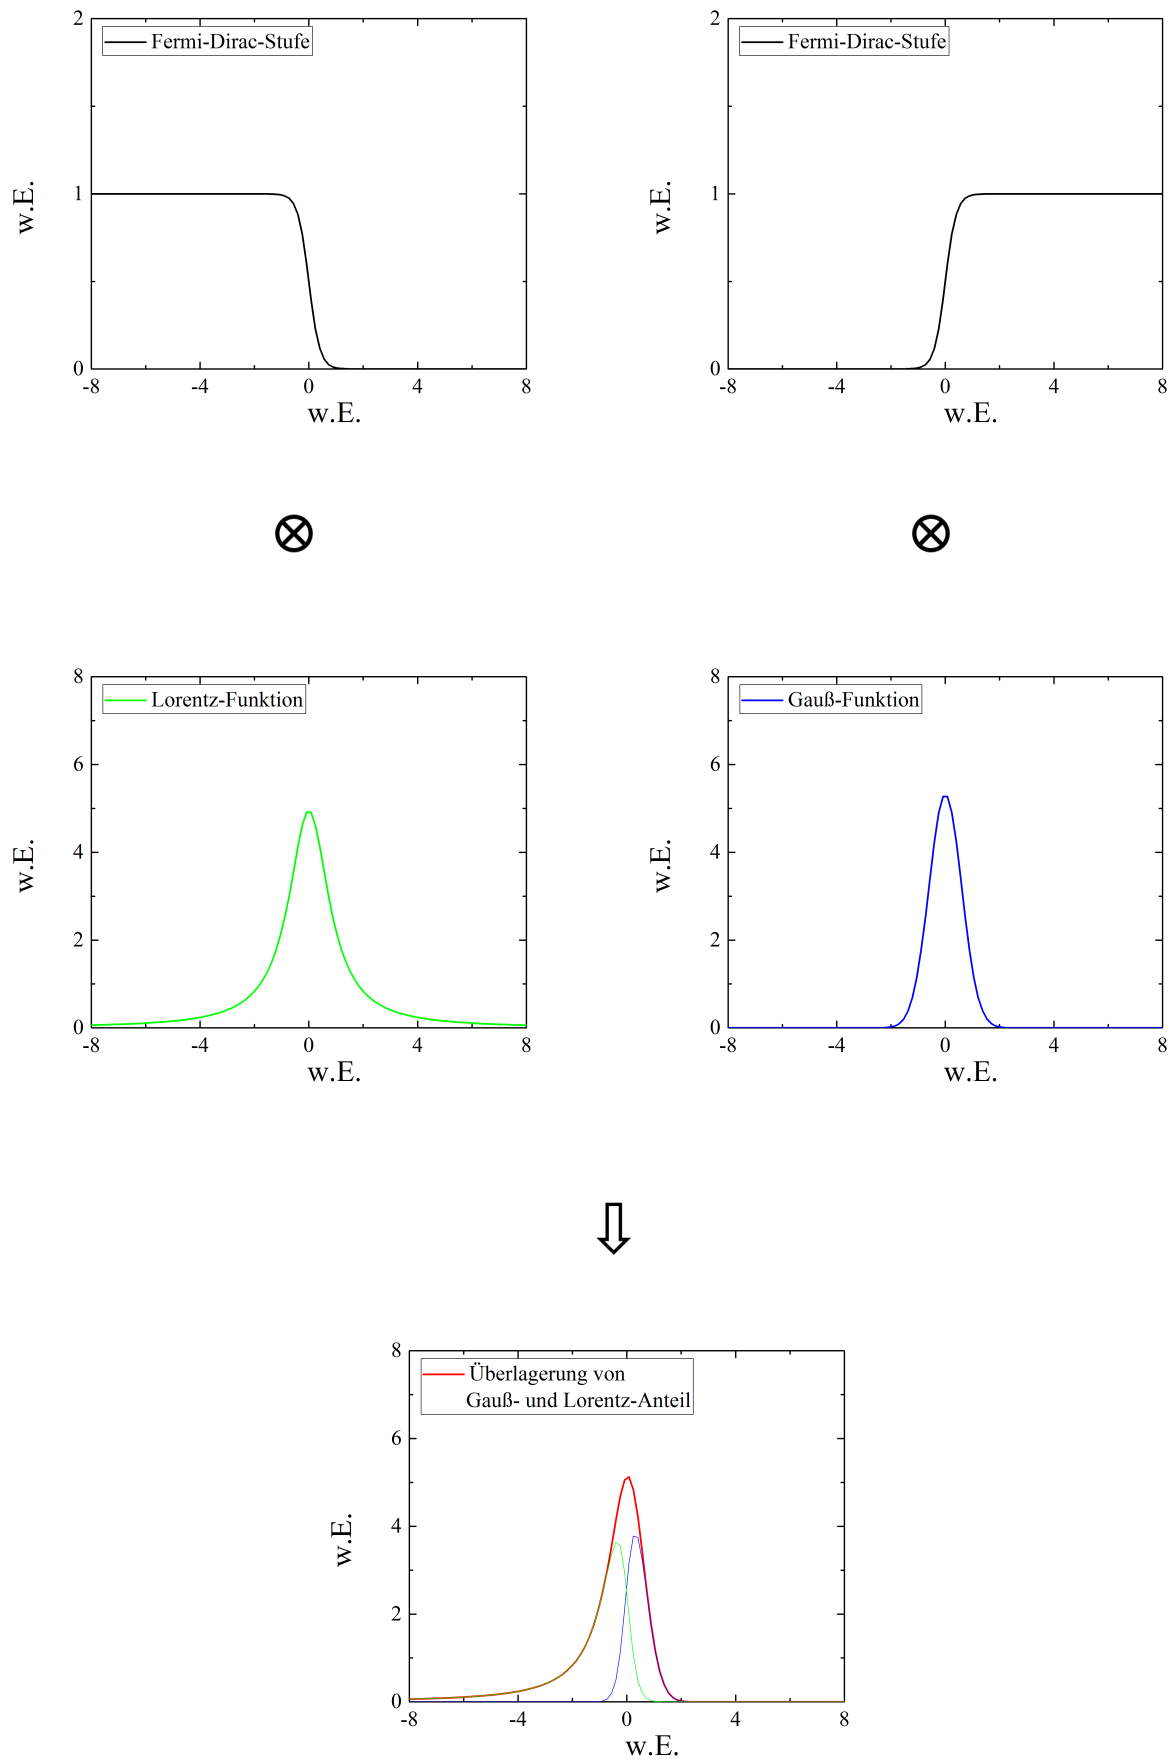 2
Fermi-Dirac-Stufe
1
w.E.
0
-8 -4 0 4 8
w.E.
2
Fermi-Dirac-Stufe
1
w.E.
0
-8 -4 0 4 8
w.E.
8
Lorentz-Funktion
6
4
w.E.
2
0
-8 -4 0 4 8
w.E.
8
Gauß-Funktion
6
4
w.E.
2
0
-8 -4 0 4 8
w.E.
8
Überlagerung von
Gauß- und Lorentz-Anteil
6
4
w.E.
2
0
-8 -4 0 4 8
w.E.